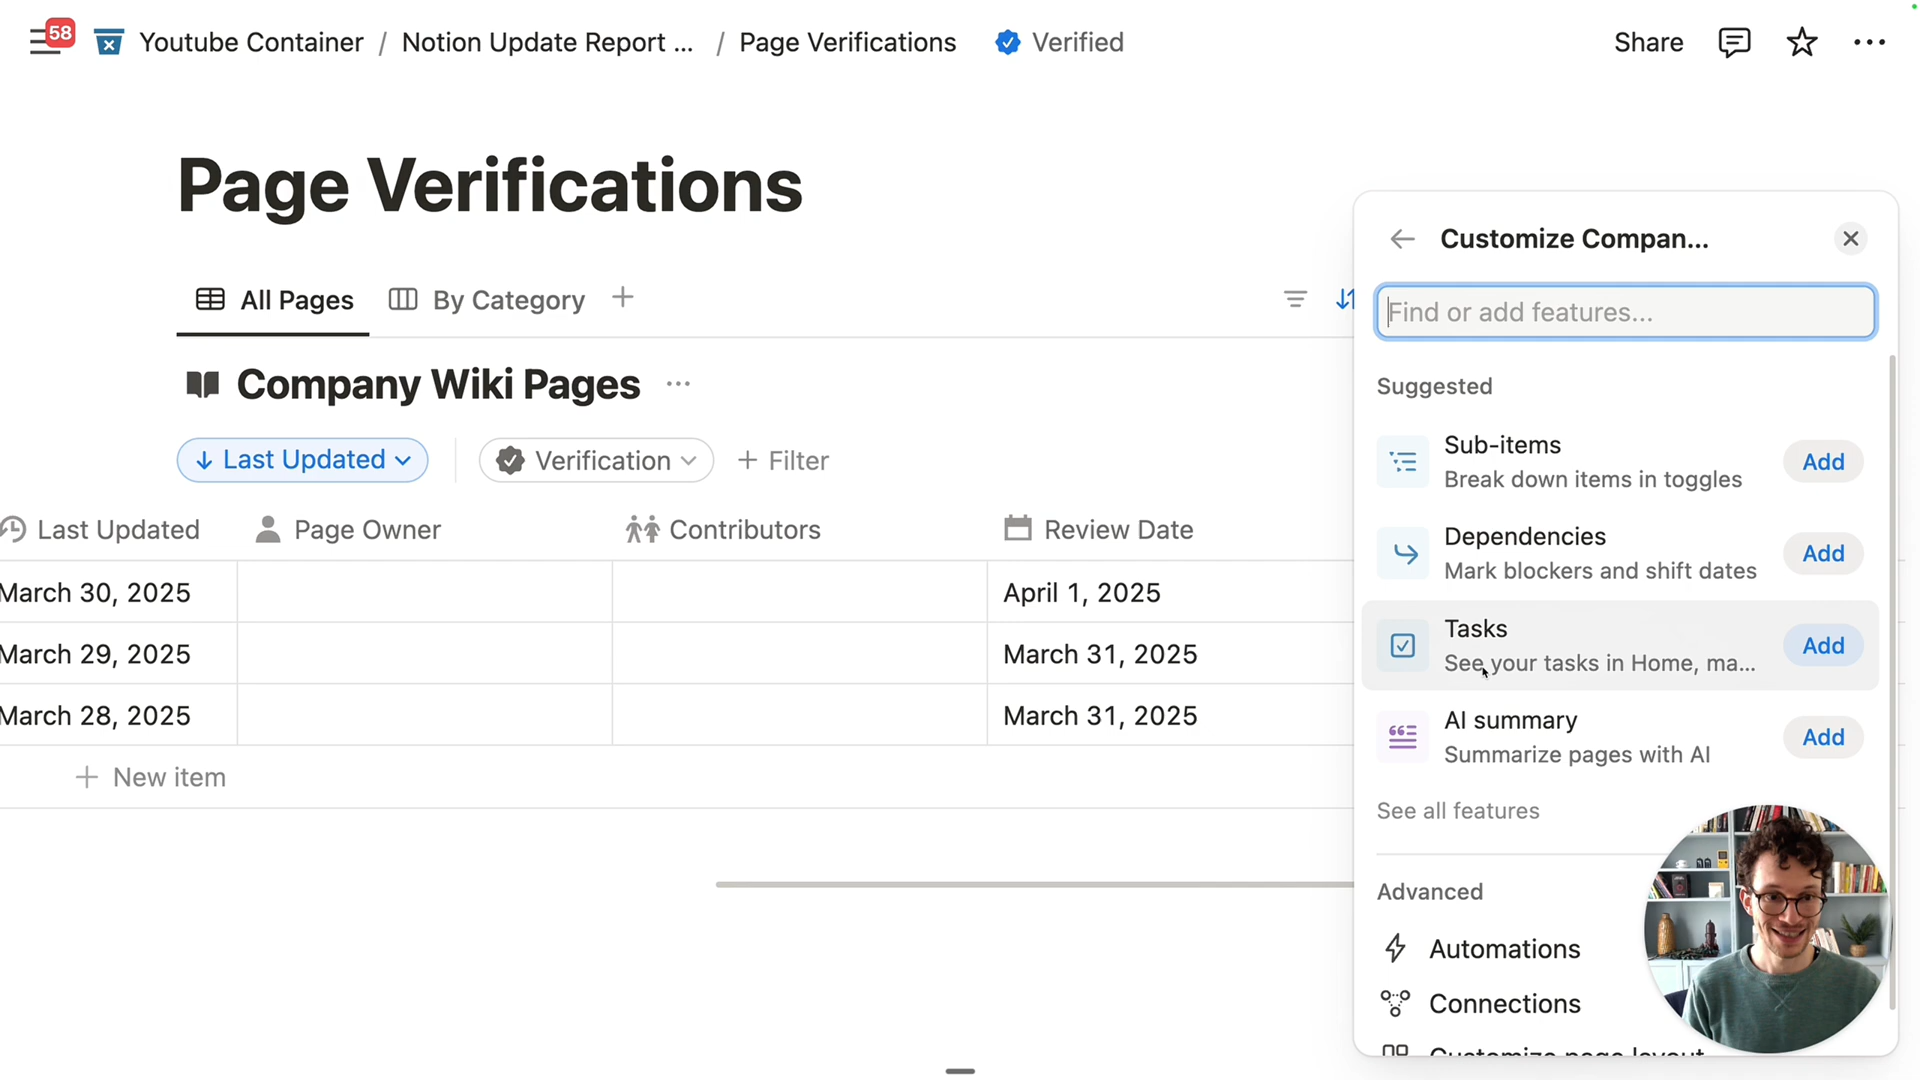 58
Youtube Container / Notion Update Report ... / Page Verifications Verified
Share
Page Verifications
All Pages
By Category
Company Wiki Pages
Last Updated
Verification
Filter
Last Updated
Page Owner
Contributors
Review Date
March 30, 2025
April 1, 2025
March 29, 2025
March 31, 2025
March 28, 2025
March 31, 2025
New item
Customize Compan...
Find or add features...
Suggested
Sub-items
Break down items in toggles
Add
Dependencies
Mark blockers and shift dates
Add
Tasks
See your tasks in Home, ma...
Add
AI summary
Summarize pages with AI
Add
See all features
Advanced
Automations
Connections
Customize page layout